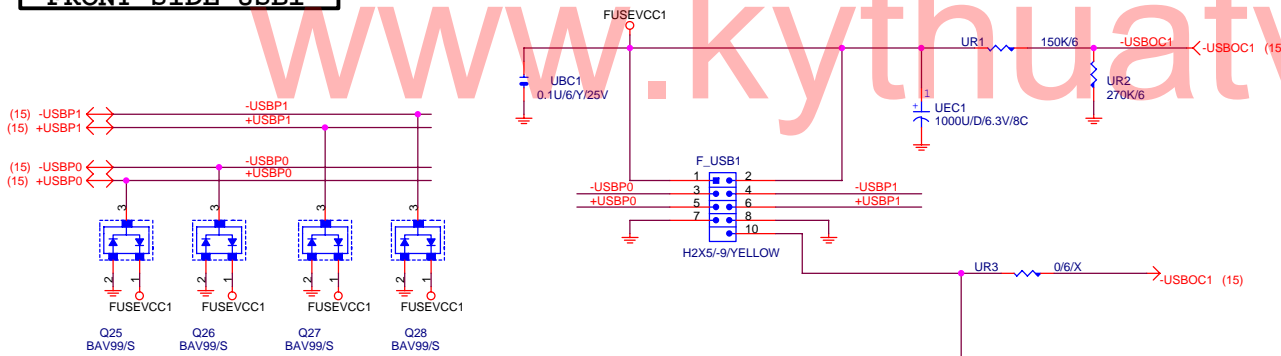 FRONT SIDE USB1
www.kythuatv
FUSEVCC1
UBC1
0.1U/6/Y/25V
UR1
150K/6
-USBOC1
-USBOC1 (15
UR2
270K/6
1
+
UEC1
1000U/D/6.3V/8C
(15) -USBP1
-USBP1
(15) +USBP1
+USBP1
(15) -USBP0
-USBP0
(15) +USBP0
+USBP0
F_USB1
1 2
-USBP0 3 4 -USBP1
+USBP0 5 6 +USBP1
7 8
10
H2X5/-9/YELLOW
UR3
0/6/X
-USBOC1 (15)
3 3 3 3
2 1 2 1 2 1 2 1
FUSEVCC1 FUSEVCC1 FUSEVCC1 FUSEVCC1
Q25 Q26 Q27 Q28
BAV99/S BAV99/S BAV99/S BAV99/S